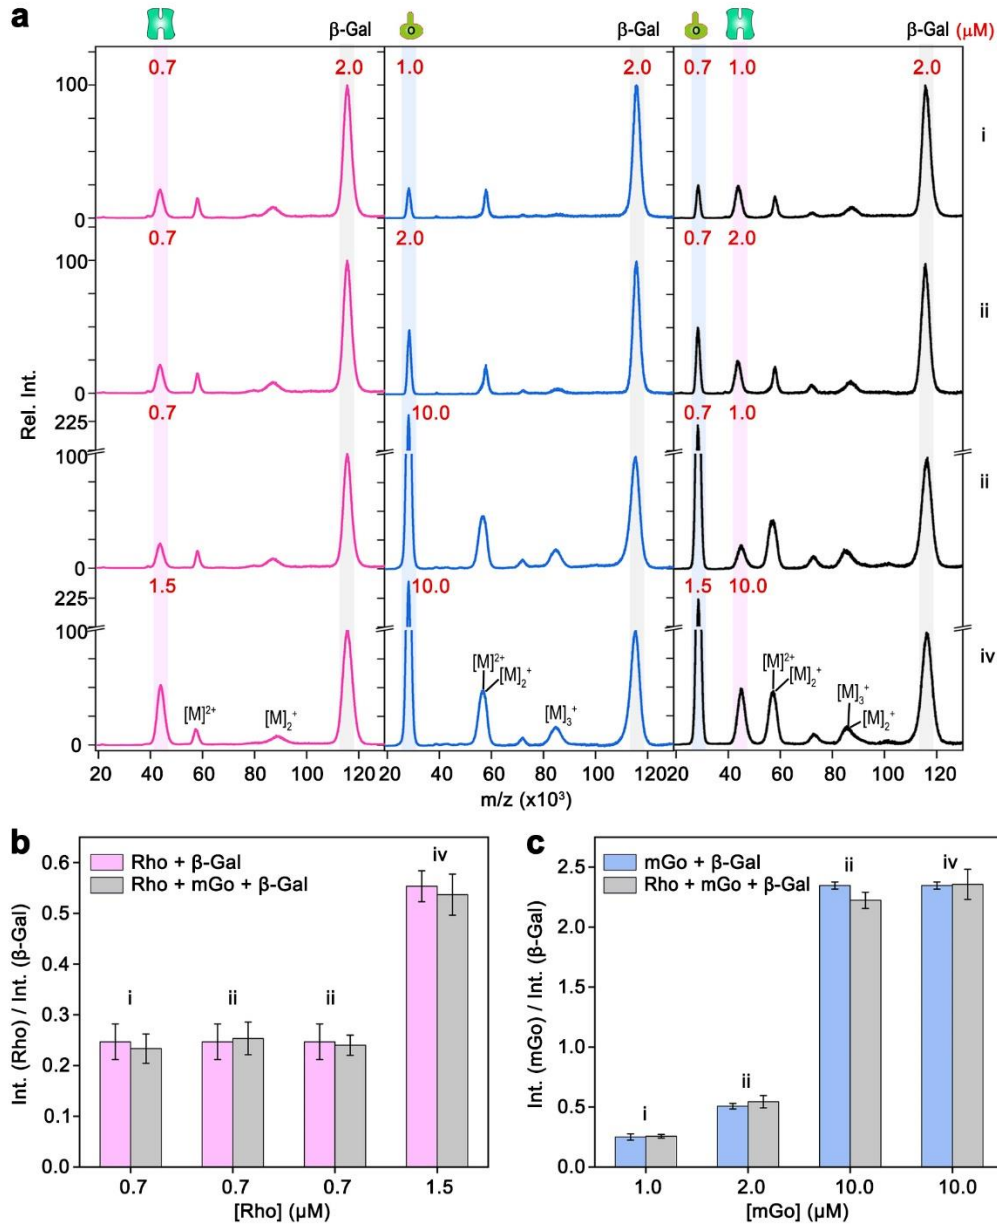 a
β-Gal β-Gal β-Gal (μM)
o o
0.7 2.0 1.0 2.0 0.7 1.0 2.0
100
i
0
0.7 2.0 0.7 2.0
100
ii
0
0.7 10.0 0.7 1.0
225
100
ii
0
1.5 10.0 1.5 10.0
225
100
iv
[M]²⁺ [M]₂⁺ [M]²⁺ [M]₂⁺ [M]₃⁺ [M]²⁺ [M]₂⁺ [M]₃⁺ [M]₂⁺
0
Rel. Int.
20 40 60 80 100 120 20 40 60 80 100 120 20 40 60 80 100 120
m/z (x10³)
b
Rho + β-Gal
Rho + mGo + β-Gal
0.6
0.5
0.4
0.3
0.2
0.1
0.0
Int. (Rho) / Int. (β-Gal)
i ii ii iv
0.7 0.7 0.7 1.5
[Rho] (μM)
c
mGo + β-Gal
Rho + mGo + β-Gal
2.5
2.0
1.5
1.0
0.5
0.0
Int. (mGo) / Int. (β-Gal)
i ii ii iv
1.0 2.0 10.0 10.0
[mGo] (μM)